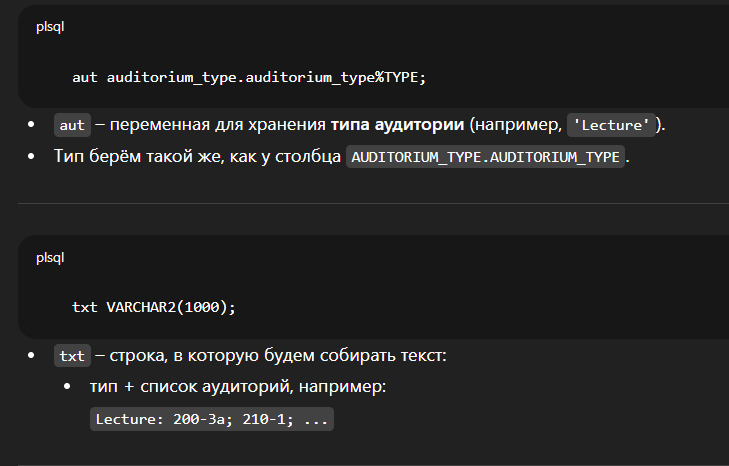 plsql
aut auditorium_type.auditorium_type%TYPE;
• aut – переменная для хранения типа аудитории (например, 'Lecture').
• Тип берём такой же, как у столбца AUDITORIUM_TYPE.AUDITORIUM_TYPE.
plsql
txt VARCHAR2(1000);
• txt – строка, в которую будем собирать текст:
• тип + список аудиторий, например:
Lecture: 200-3а; 210-1; ...